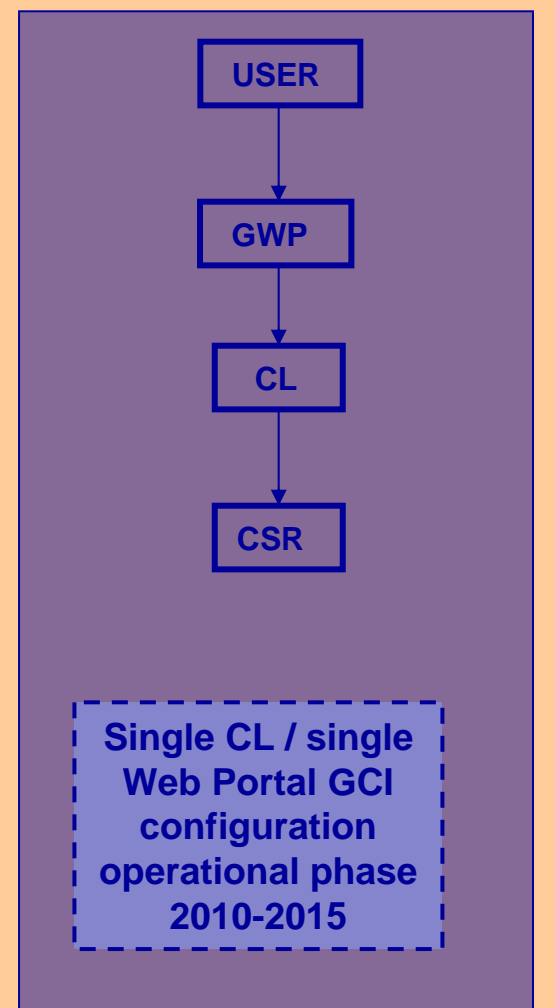 USER
GWP
CL
CSR
Single CL / single
Web Portal GCI
configuration
operational phase
2010-2015